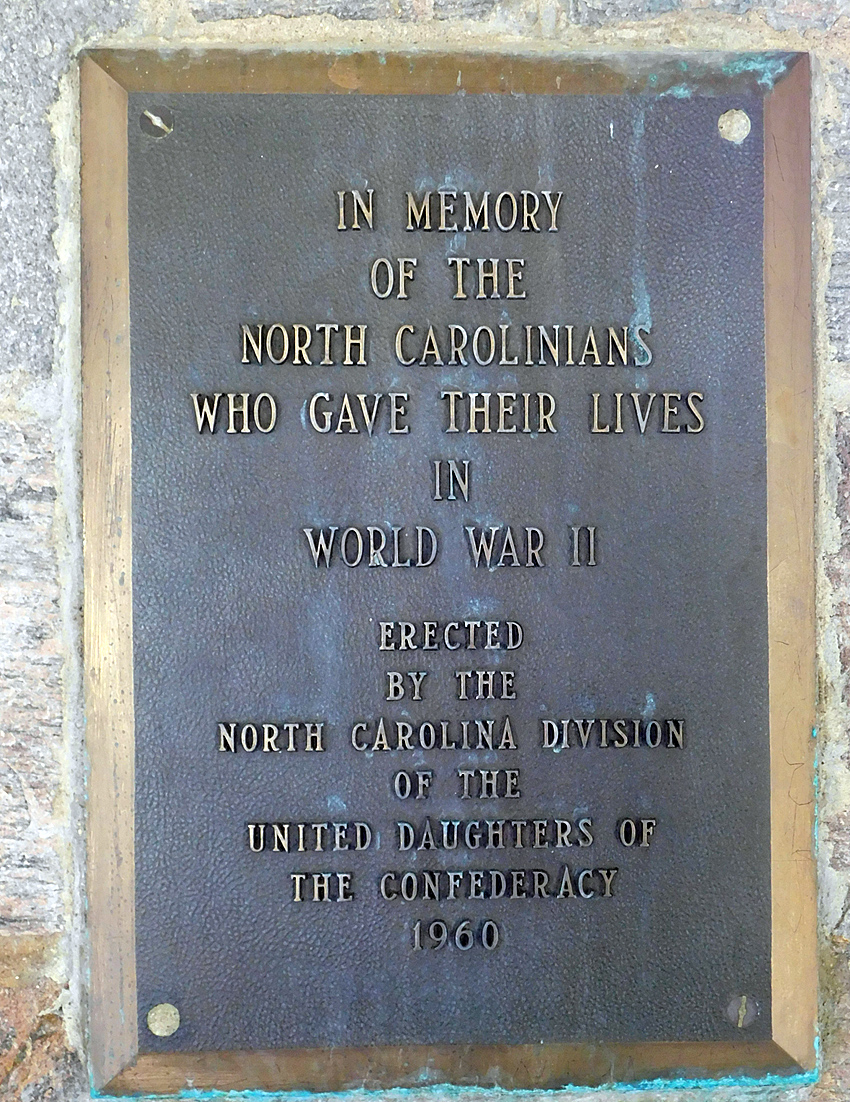 IN MEMORY
OF THE
NORTH CAROLINIANS
WHO GAVE THEIR LIVES
IN
WORLD WAR II
ERECTED
BY THE
NORTH CAROLINA DIVISION
OF THE
UNITED DAUGHTERS OF
THE CONFEDERACY
1960